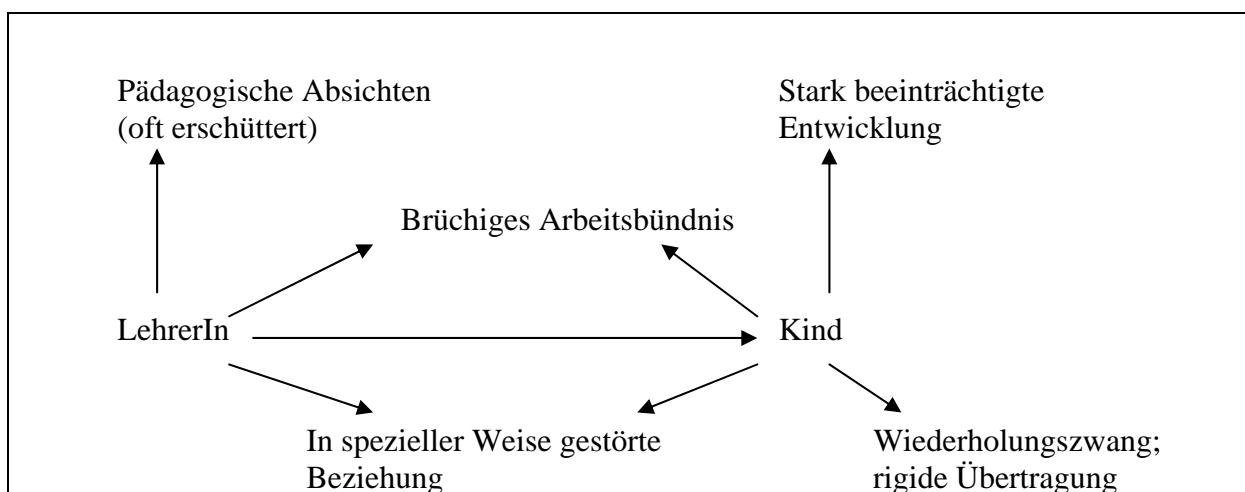 Pädagogische Absichten
(oft erschüttert)
Stark beeinträchtigte
Entwicklung
Brüchiges Arbeitsbündnis
LehrerIn
Kind
In spezieller Weise gestörte
Beziehung
Wiederholungszwang;
rigide Übertragung